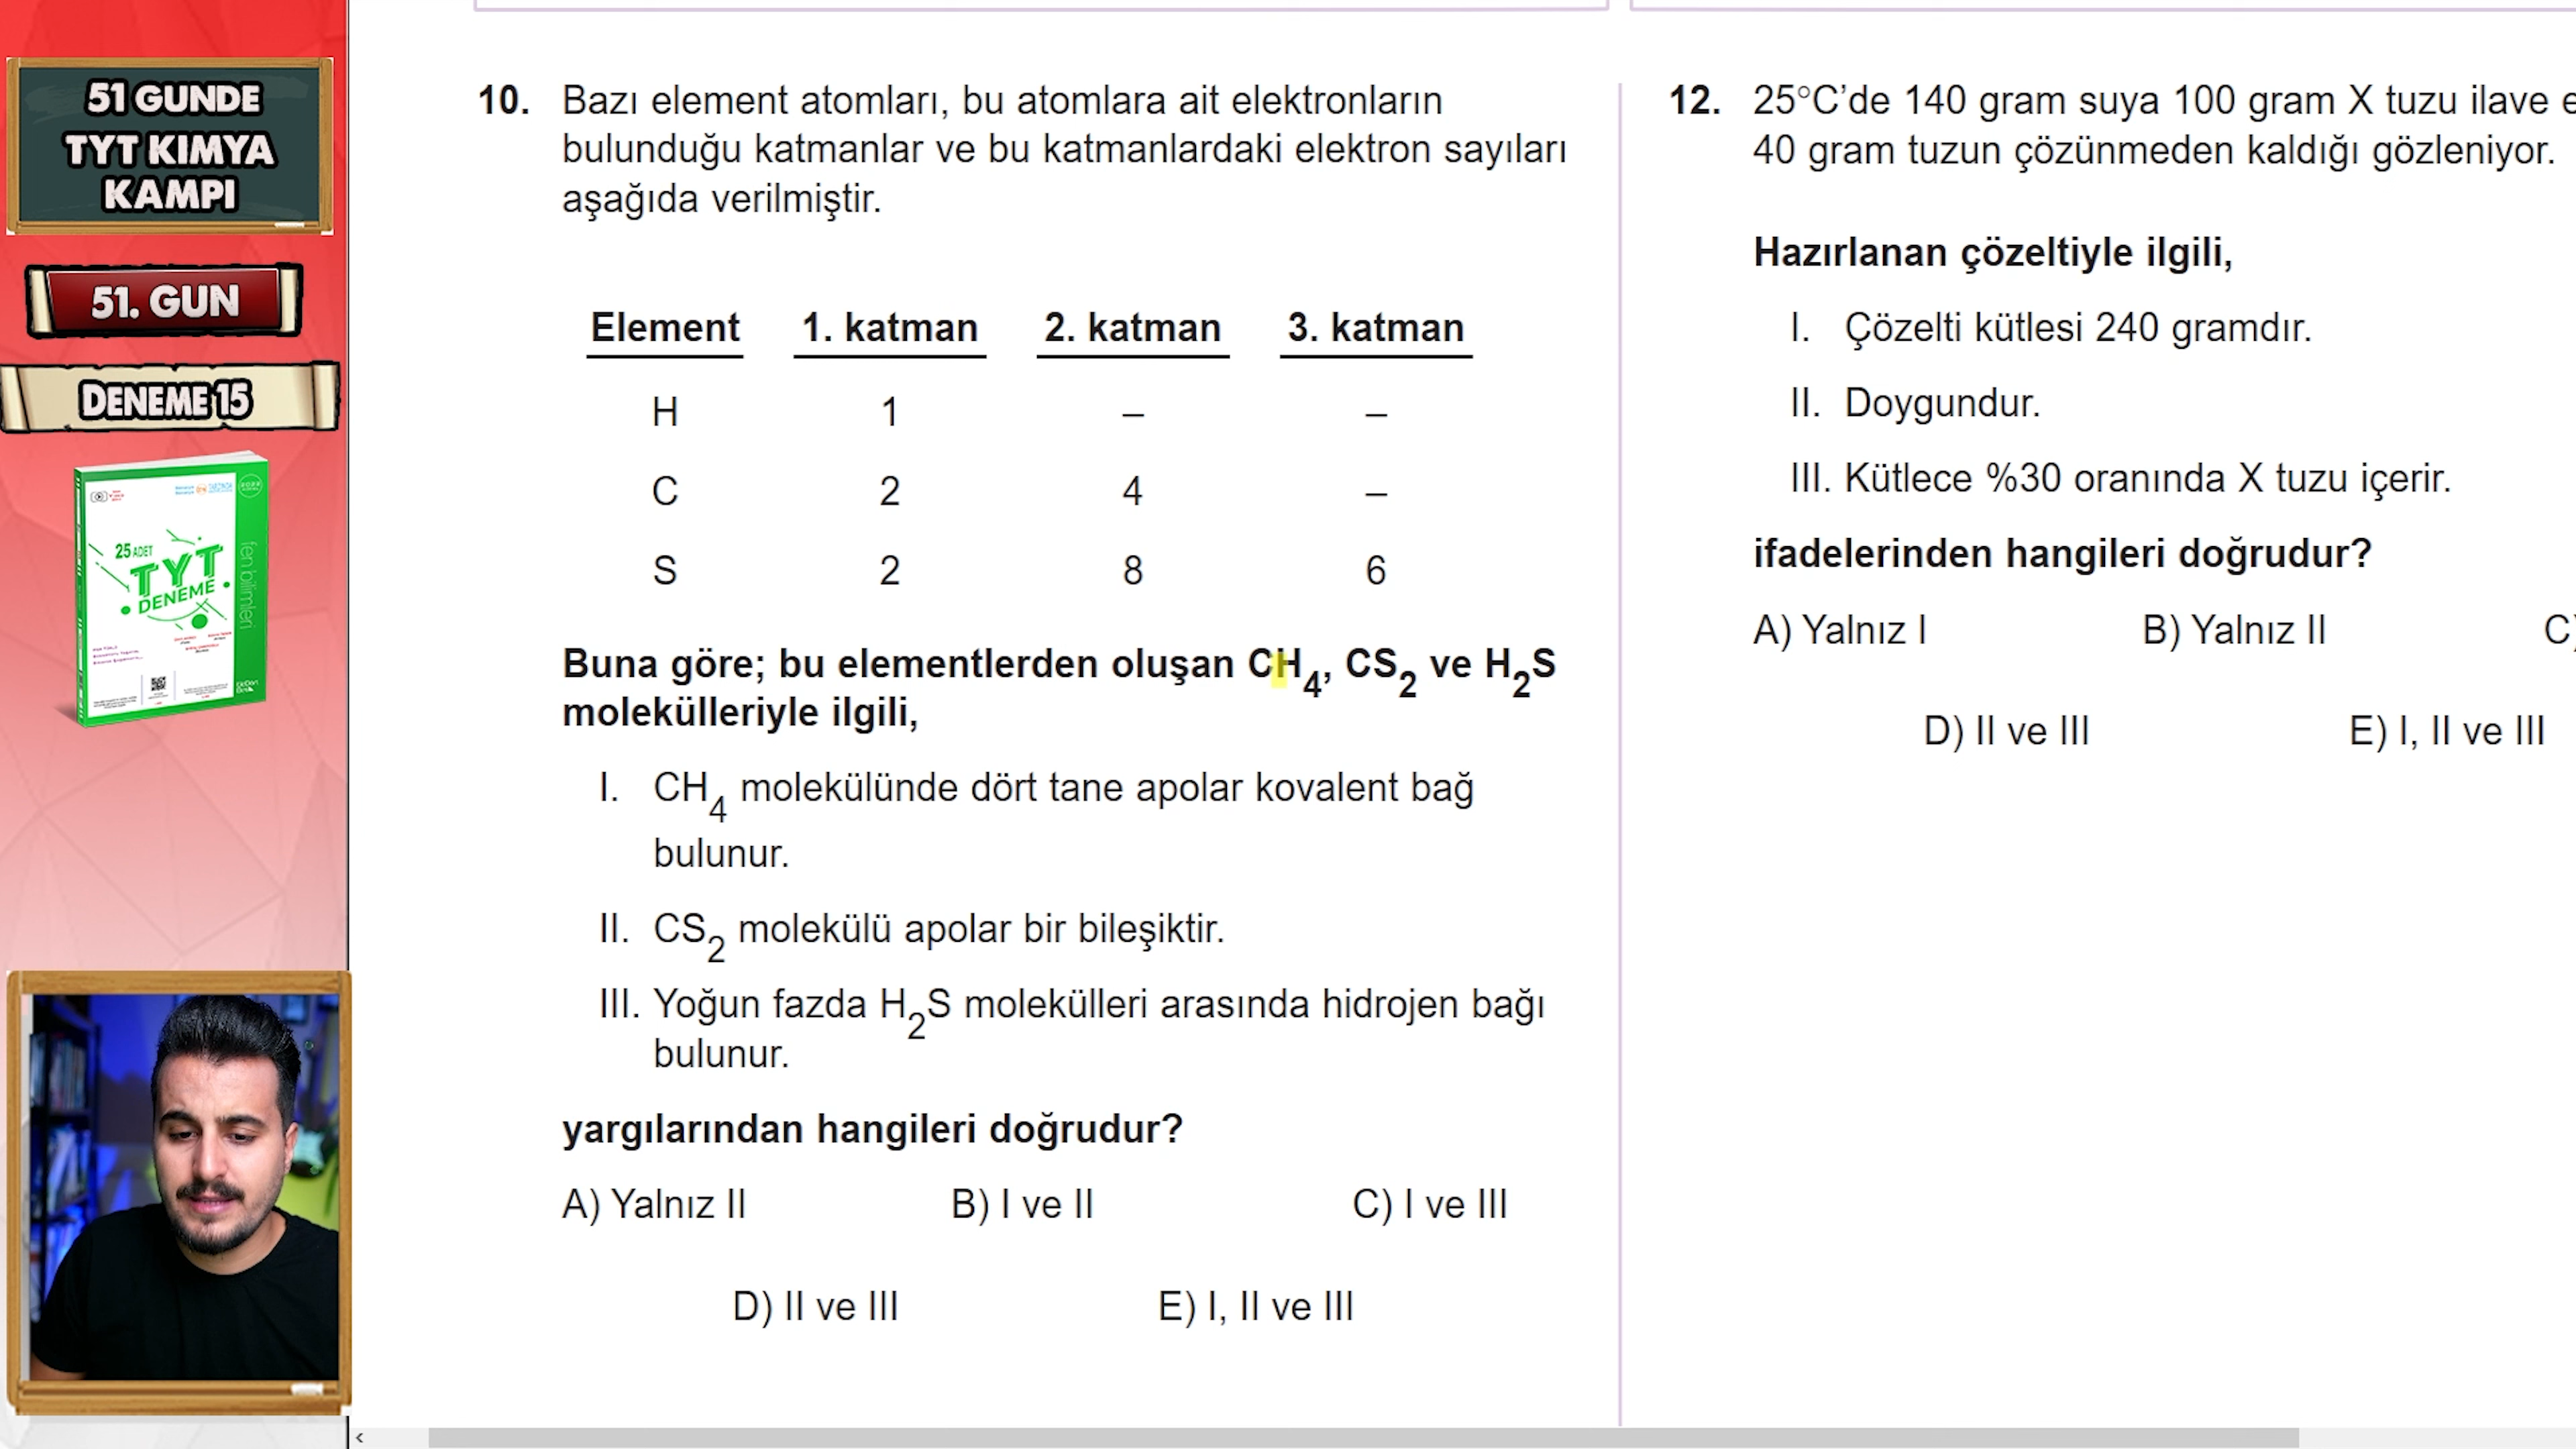 51 GUNDE
TYT KIMYA
KAMPI
51. GUN
DENEME 15
25 ADET
TYT
DENEME
fen bilimleri
10. Bazı element atomları, bu atomlara ait elektronların
bulunduğu katmanlar ve bu katmanlardaki elektron sayıları
aşağıda verilmiştir.
Element 1. katman 2. katman 3. katman
H 1 – –
C 2 4 –
S 2 8 6
Buna göre; bu elementlerden oluşan CH4, CS2 ve H2S
molekülleriyle ilgili,
I. CH4 molekülünde dört tane apolar kovalent bağ
bulunur.
II. CS2 molekülü apolar bir bileşiktir.
III. Yoğun fazda H2S molekülleri arasında hidrojen bağı
bulunur.
yargılarından hangileri doğrudur?
A) Yalnız II B) I ve II C) I ve III
D) II ve III E) I, II ve III
12. 25°C'de 140 gram suya 100 gram X tuzu ilave e
40 gram tuzun çözünmeden kaldığı gözleniyor.
Hazırlanan çözeltiyle ilgili,
I. Çözelti kütlesi 240 gramdır.
II. Doygundur.
III. Kütlece %30 oranında X tuzu içerir.
ifadelerinden hangileri doğrudur?
A) Yalnız I B) Yalnız II C)
D) II ve III E) I, II ve III